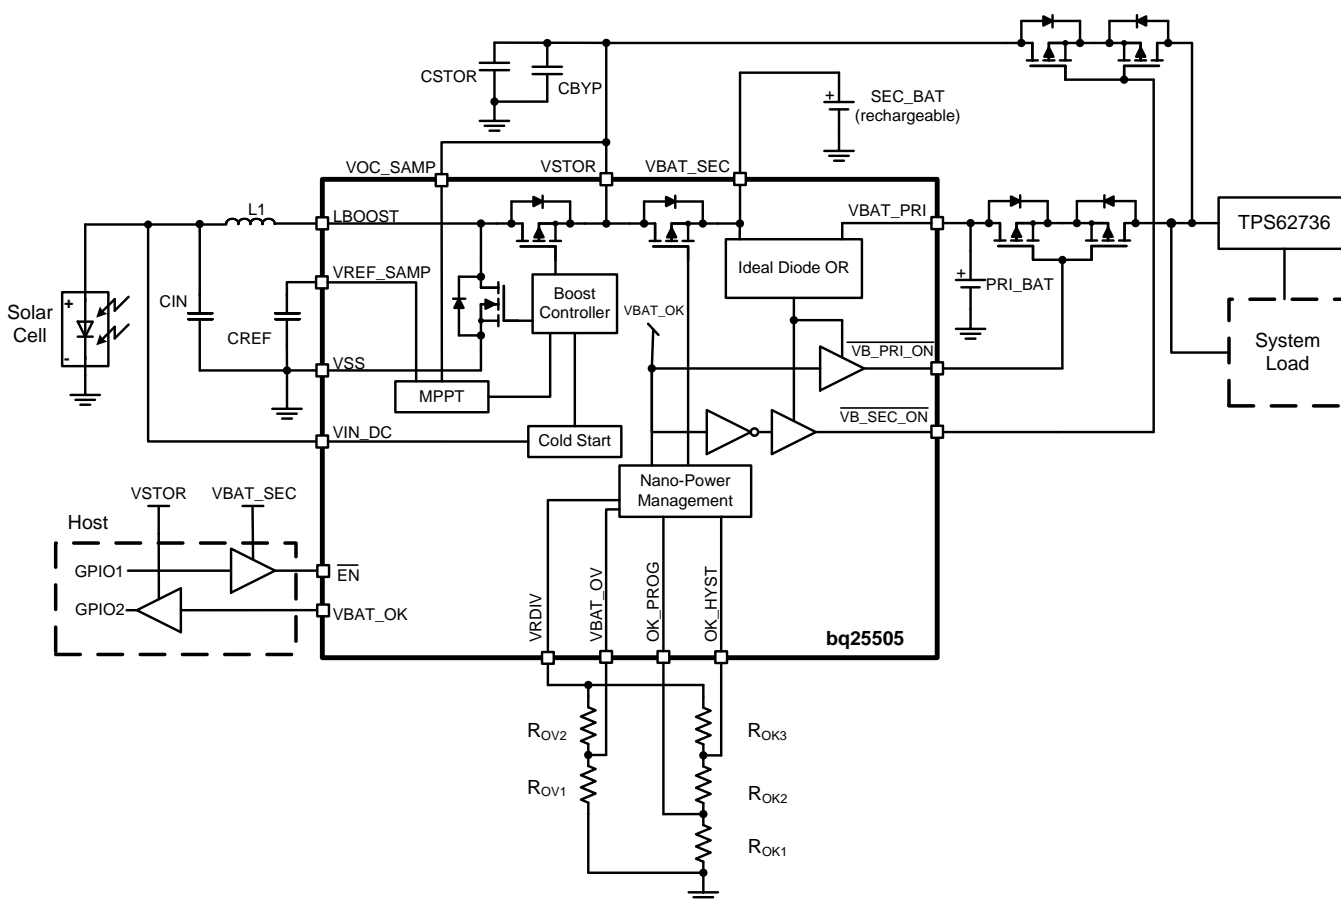 CSTOR
CBYP
+
SEC_BAT
(rechargeable)
VOC_SAMP
VSTOR
VBAT_SEC
L1
LBOOST
VBAT_PRI
TPS62736
Ideal Diode OR
VREF_SAMP
Boost
Controller
+
PRI_BAT
Solar
Cell
+
-
CIN
CREF
VBAT_OK
VB_PRI_ON
System
Load
VSS
MPPT
VB_SEC_ON
VIN_DC
Cold Start
Nano-Power
Management
VSTOR
VBAT_SEC
Host
GPIO1
EN
GPIO2
VBAT_OK
VRDIV
VBAT_OV
OK_PROG
OK_HYST
bq25505
ROV2
ROK3
ROV1
ROK2
ROK1